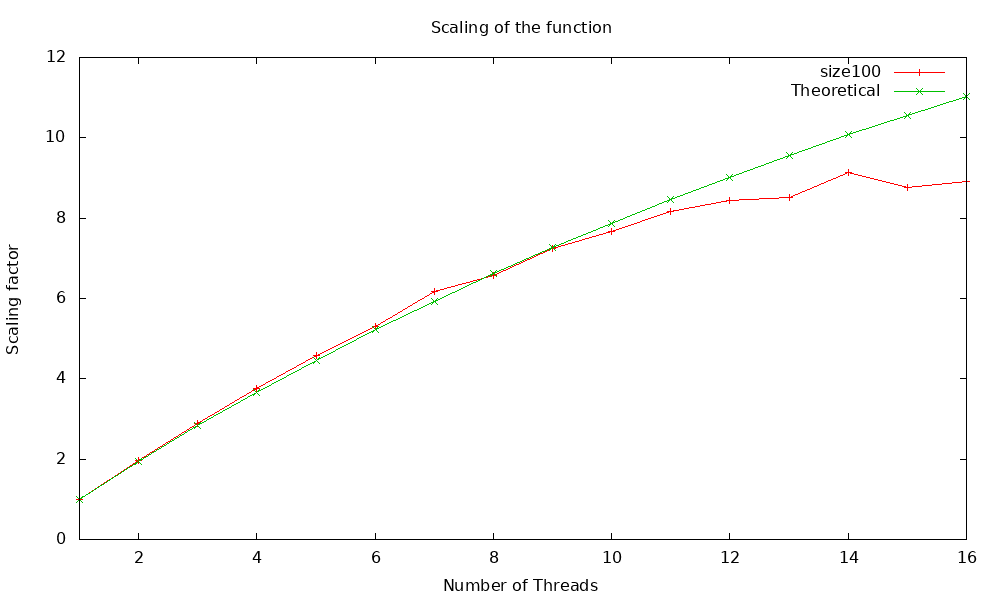 Scaling of the function
size100
Theoretical
Scaling factor
12
10
8
6
4
2
0
2 4 6 8 10 12 14 16
Number of Threads